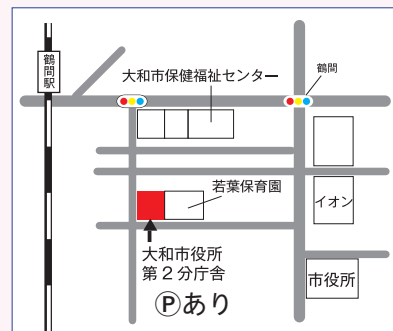 鶴間駅
大和市保健福祉センター
鶴間
若葉保育園
イオン
大和市役所
第２分庁舎
市役所
Ⓟあり